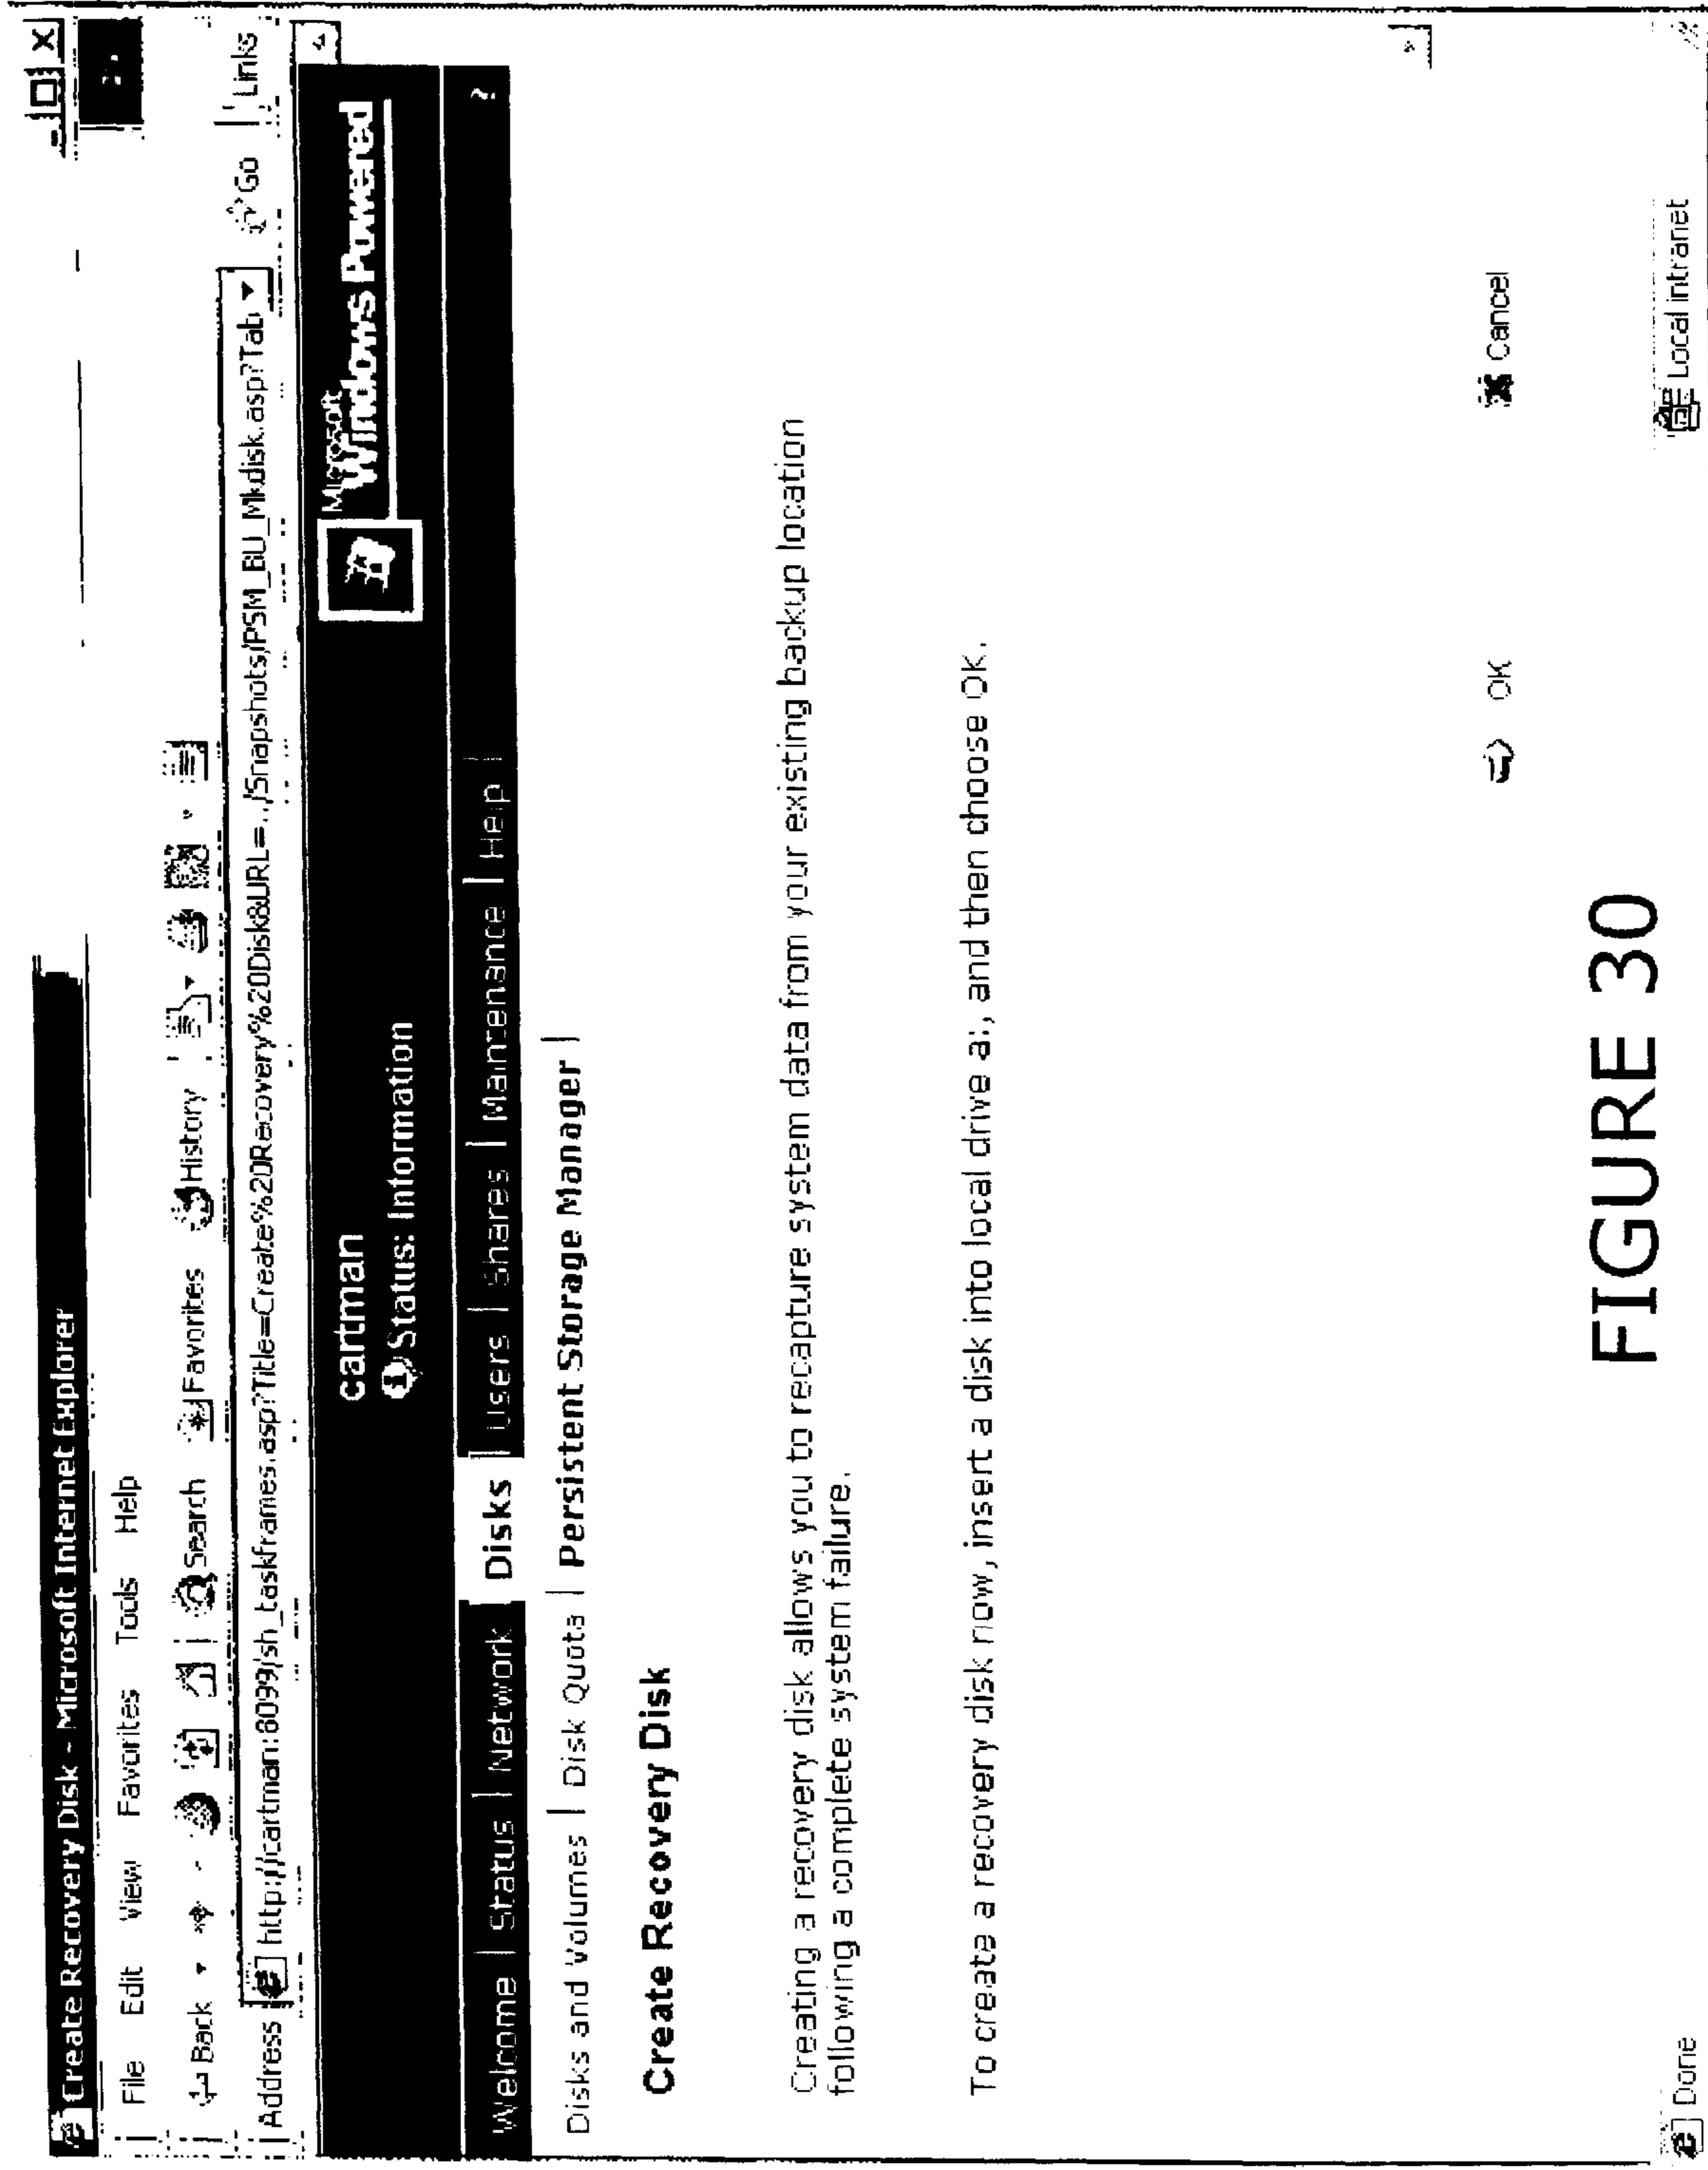 Create Recovery Disk - Microsoft Internet Explorer
File Edit View Favorites Tools Help
Back Search Favorites History
Address http://cartman:8099/sh_taskframes.asp?Title=Create%20Recovery%20Disk&URL=../Snapshots/PSM_BU_Mkdisk.asp?Tab Go Links
cartman
Status: Information
Microsoft
Windows Powered
Welcome | Status | Network | Disks | Users | Shares | Maintenance | Help | ?
Disks and Volumes | Disk Quota | Persistent Storage Manager |
Create Recovery Disk
Creating a recovery disk allows you to recapture system data from your existing backup location
following a complete system failure.
To create a recovery disk now, insert a disk into local drive a:, and then choose OK.
OK Cancel
Done Local intranet
FIGURE 30